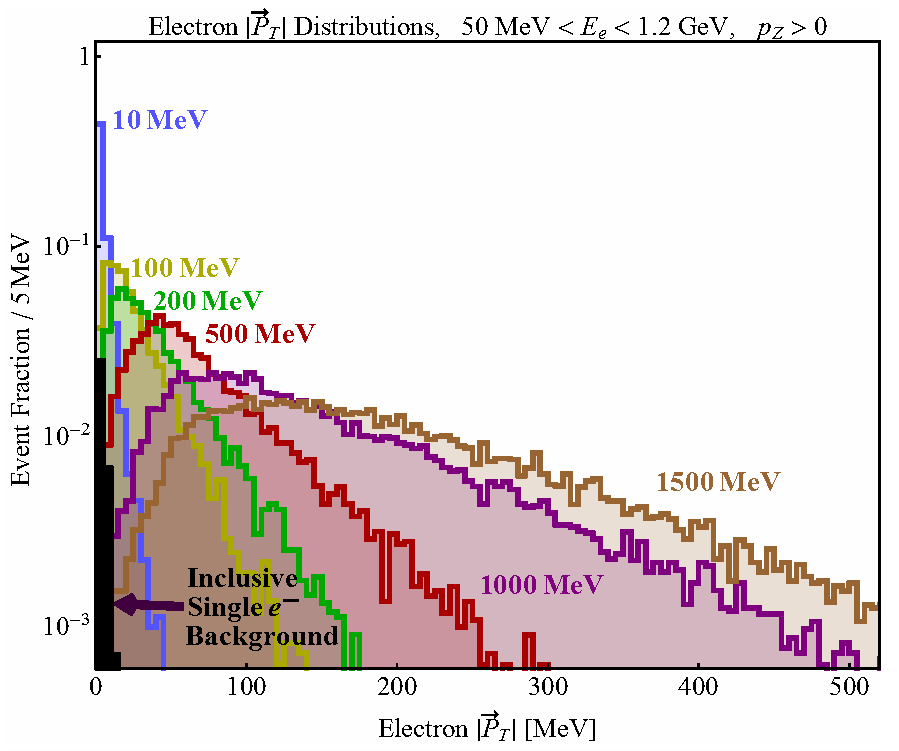 Electron |P⃗_T| Distributions, 50 MeV < E_e < 1.2 GeV, p_Z > 0
1
10 MeV
10⁻¹
100 MeV
200 MeV
500 MeV
Event Fraction / 5 MeV
10⁻²
1500 MeV
1000 MeV
Inclusive
Single e⁻
Background
10⁻³
0 100 200 300 400 500
Electron |P⃗_T| [MeV]